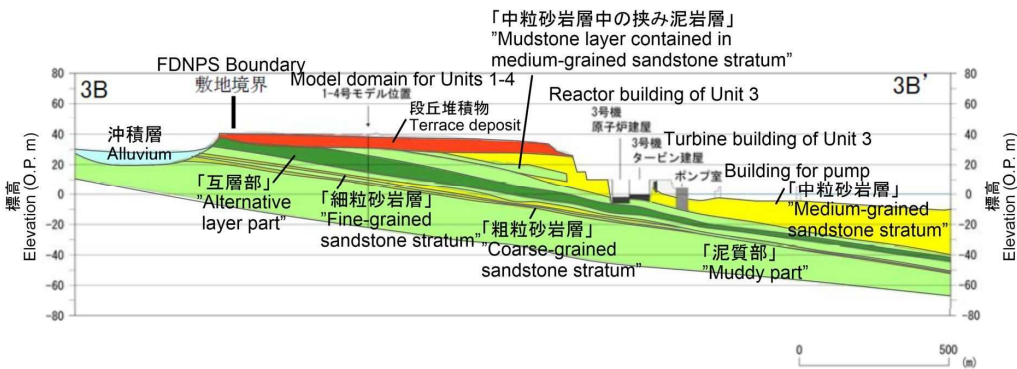 「中粒砂岩層中の挟み泥岩層」
"Mudstone layer contained in
medium-grained sandstone stratum"
FDNPS Boundary
敷地境界
Model domain for Units 1-4
1-4号モデル位置
段丘堆積物
Terrace deposit
Reactor building of Unit 3
3号機
原子炉建屋
Turbine building of Unit 3
3号機
タービン建屋
Building for pump
ポンプ室
3B
3B'
沖積層
Alluvium
「互層部」
"Alternative
layer part"
「細粒砂岩層」
"Fine-grained
sandstone stratum"
「粗粒砂岩層」
"Coarse-grained
sandstone stratum"
「泥質部」
"Muddy part"
「中粒砂岩層」
"Medium-grained
sandstone stratum"
標高
Elevation (O.P. m)
80
60
40
20
0
-20
-40
-60
-80
80
60
40
20
0
-20
-40
-60
-80
標高
Elevation (O.P. m)
0
500
(m)